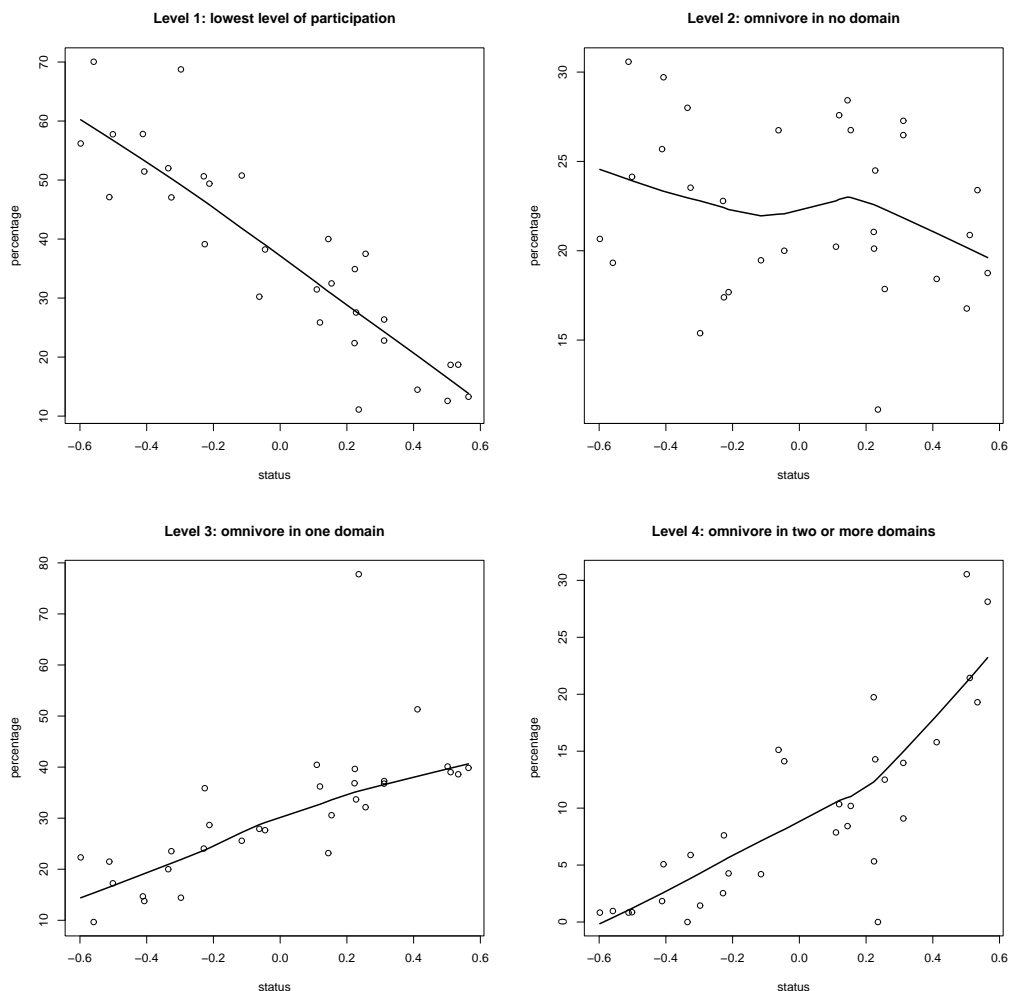 Level 1: lowest level of participation
percentage
70
60
50
40
30
20
10
−0.6 −0.4 −0.2 0.0 0.2 0.4 0.6
status
Level 2: omnivore in no domain
percentage
30
25
20
15
−0.6 −0.4 −0.2 0.0 0.2 0.4 0.6
status
Level 3: omnivore in one domain
percentage
80
70
60
50
40
30
20
10
−0.6 −0.4 −0.2 0.0 0.2 0.4 0.6
status
Level 4: omnivore in two or more domains
percentage
30
25
20
15
10
5
0
−0.6 −0.4 −0.2 0.0 0.2 0.4 0.6
status